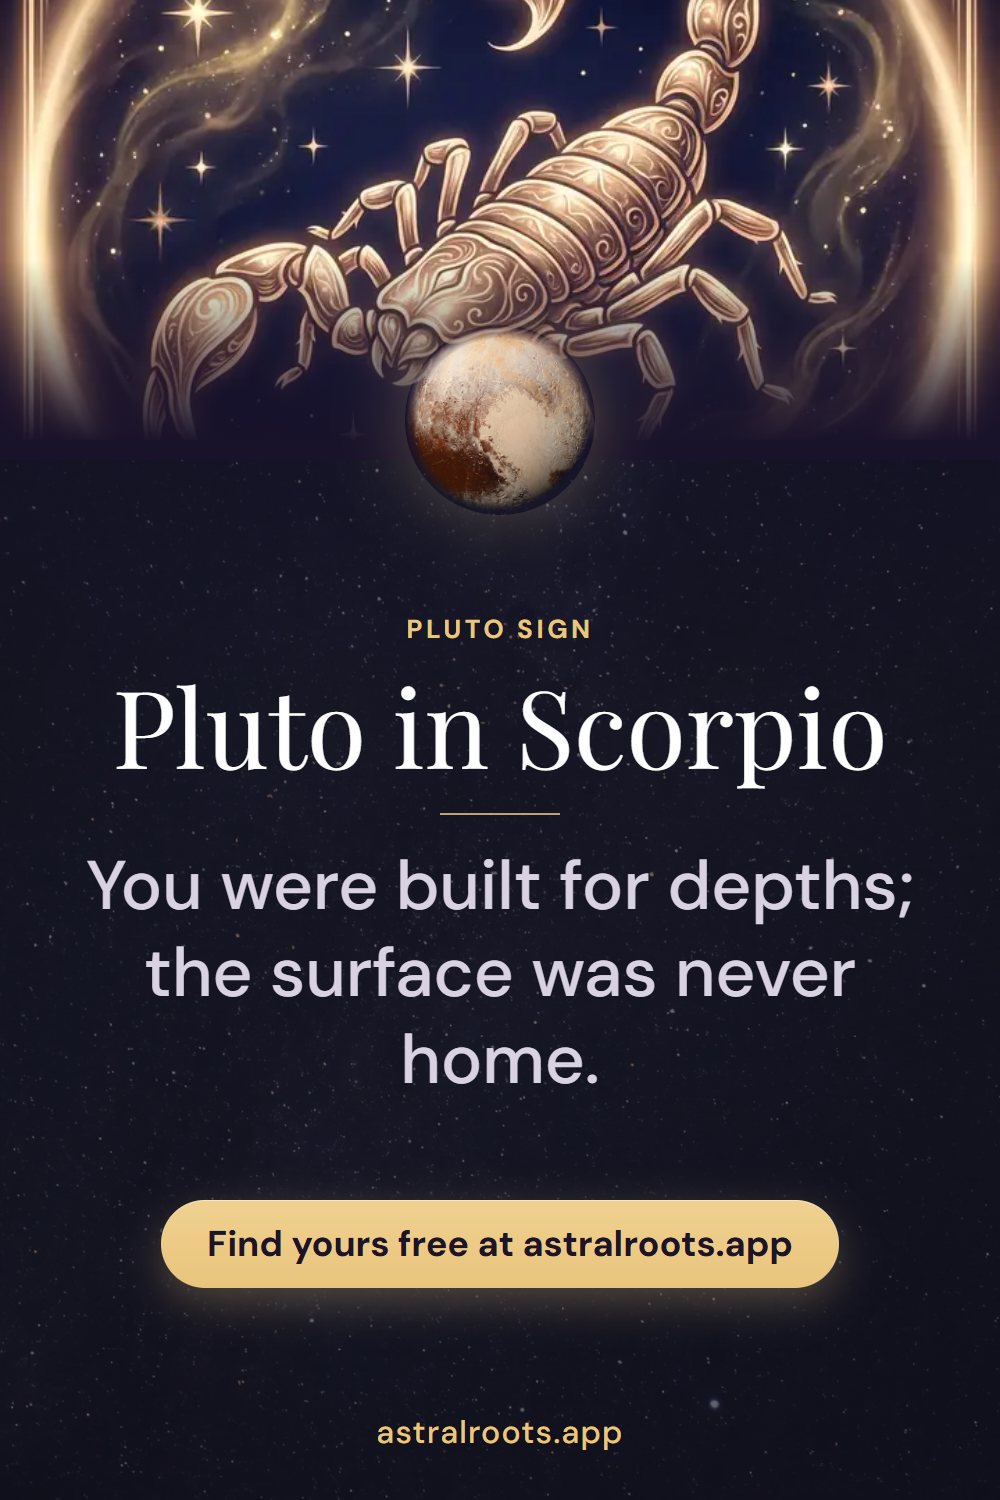 PLUTO SIGN
Pluto in Scorpio
You were built for depths;
the surface was never
home.
Find yours free at astralroots.app
astralroots.app